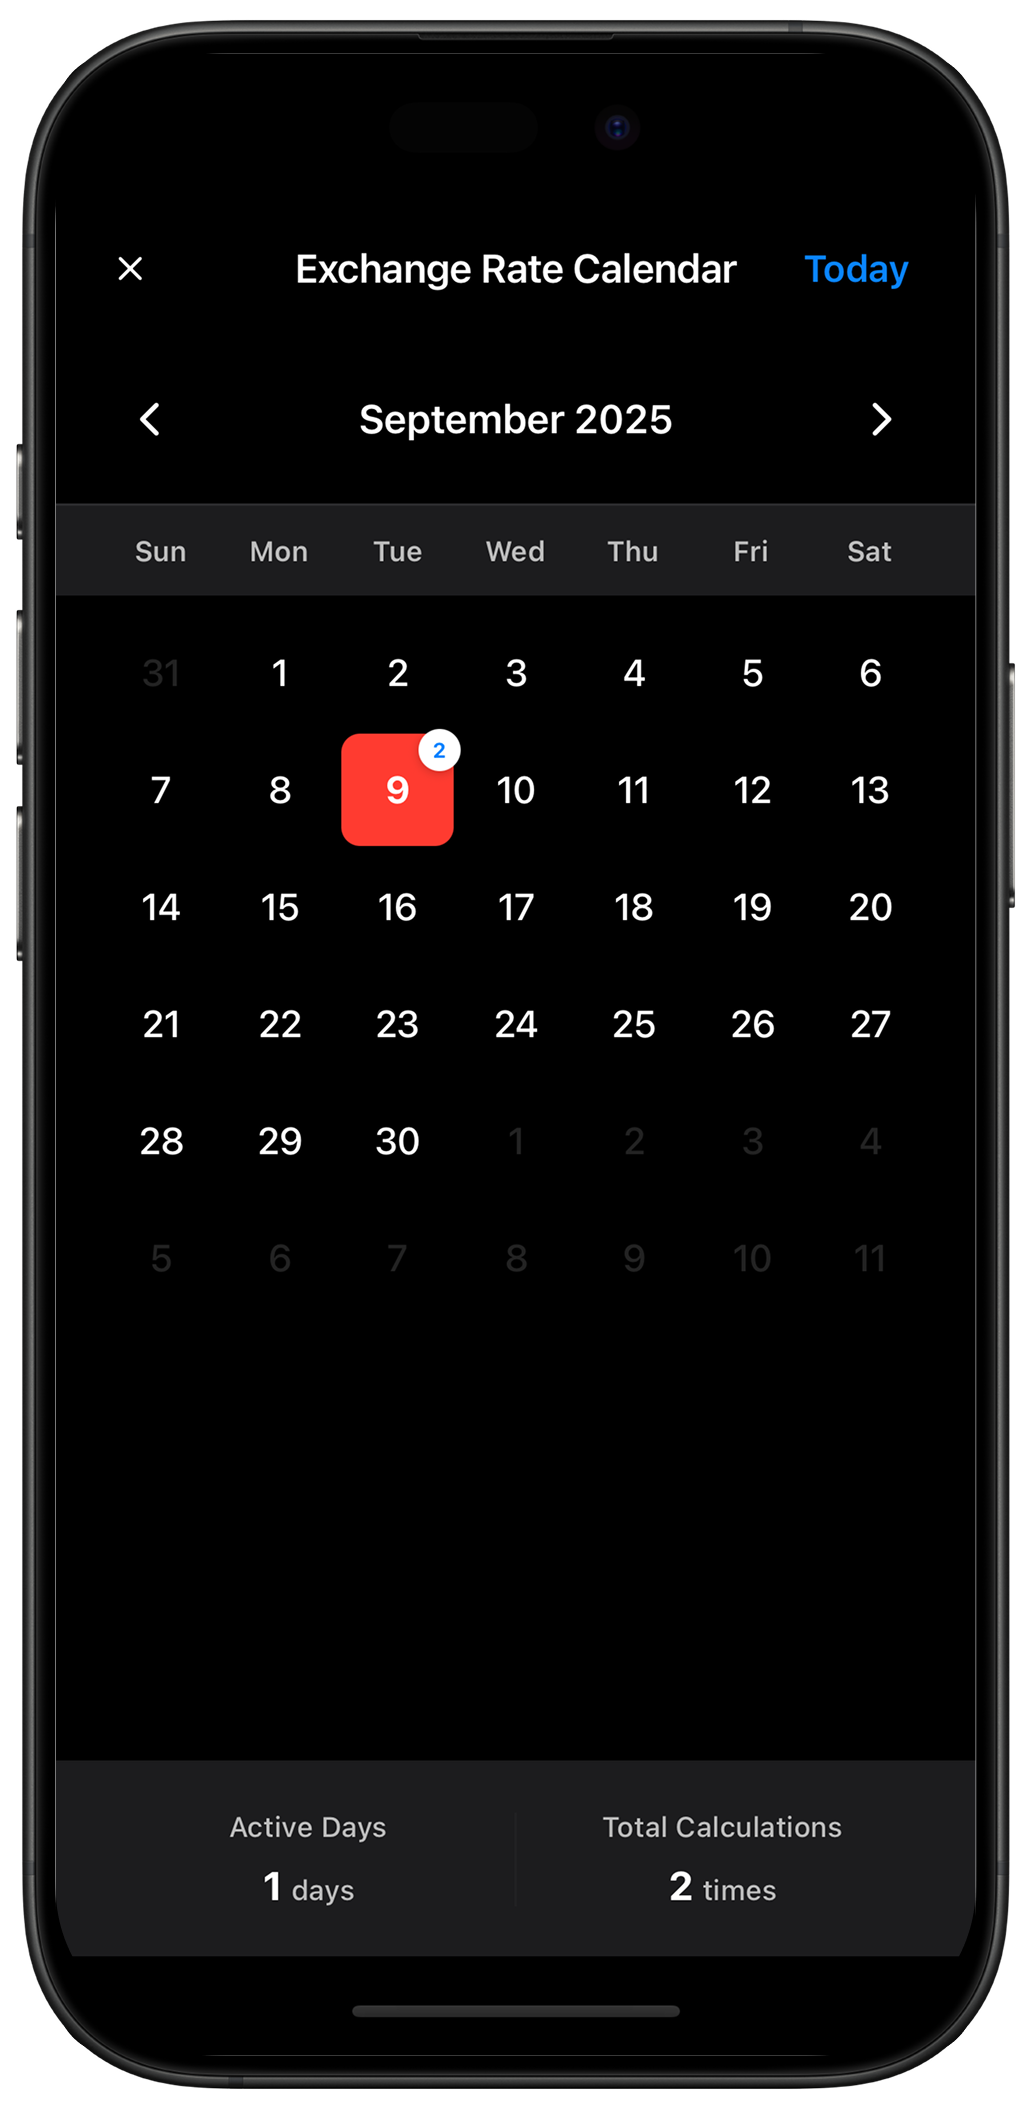 Exchange Rate Calendar Today
September 2025
Sun Mon Tue Wed Thu Fri Sat
31 1 2 3 4 5 6
2
7 8 9 10 11 12 13
14 15 16 17 18 19 20
21 22 23 24 25 26 27
28 29 30 1 2 3 4
5 6 7 8 9 10 11
Active Days Total Calculations
1 days 2 times